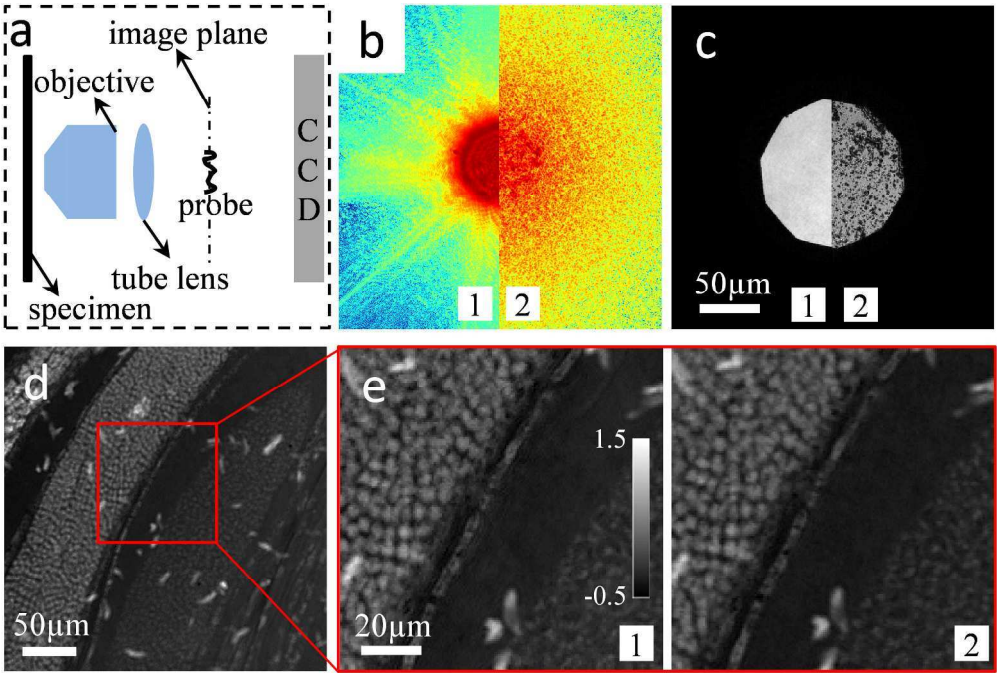 a
image plane
objective
C
C
D
probe
tube lens
specimen
b
1 2
c
50µm
1 2
d
50µm
e
1.5
-0.5
20µm
1
2